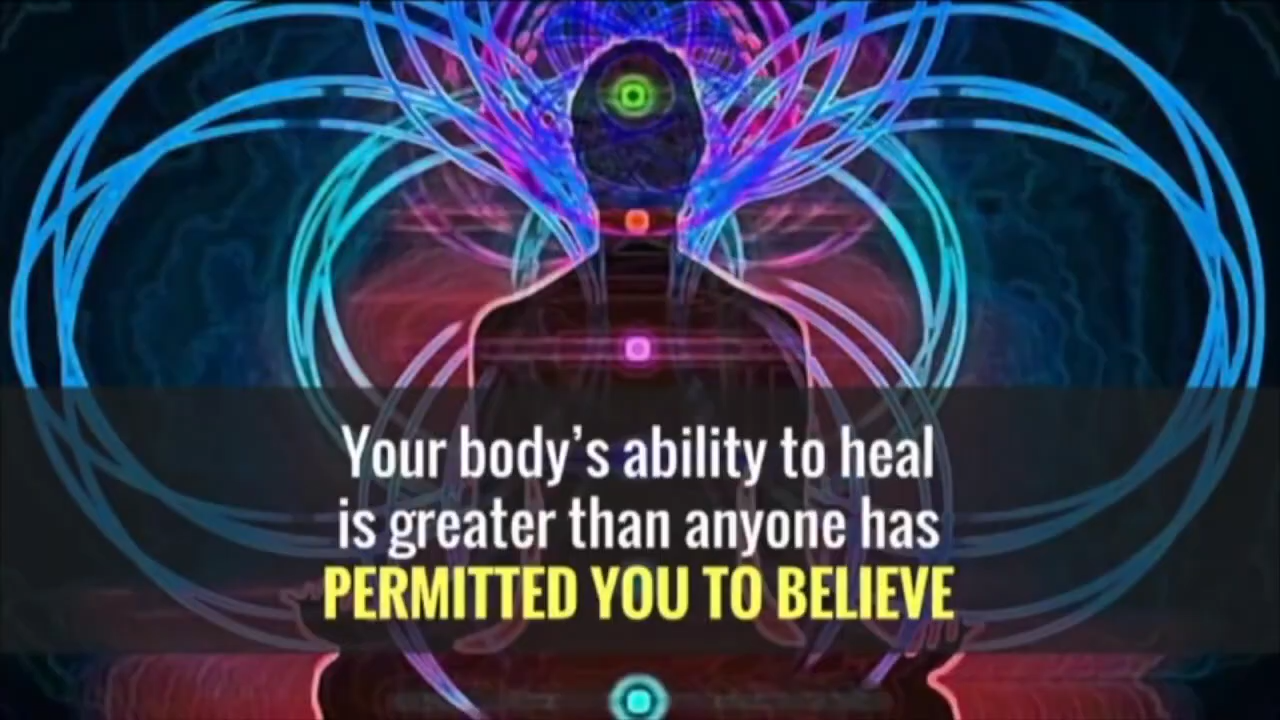 Your body’s ability to heal
is greater than anyone has
PERMITTED YOU TO BELIEVE